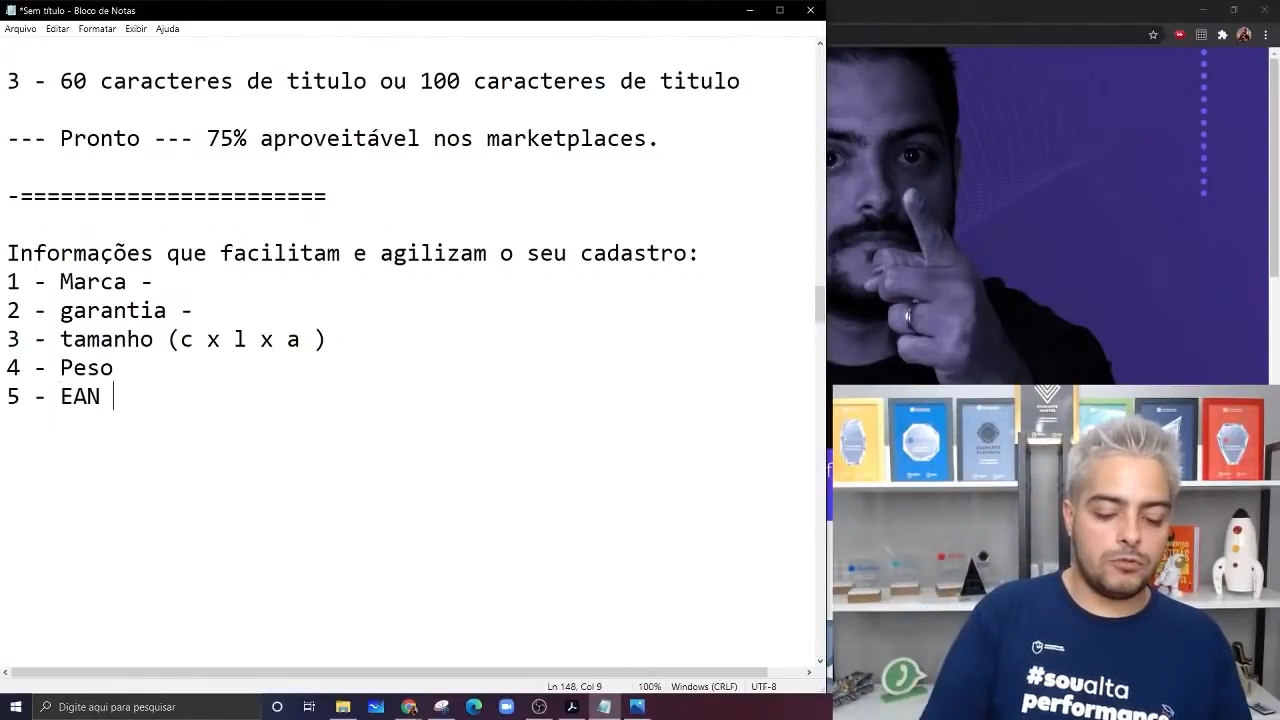 *Sem título - Bloco de Notas
Arquivo Editar Formatar Exibir Ajuda
3 - 60 caracteres de titulo ou 100 caracteres de titulo
--- Pronto --- 75% aproveitável nos marketplaces.
-=======================
Informações que facilitam e agilizam o seu cadastro:
1 - Marca -
2 - garantia -
3 - tamanho (c x l x a )
4 - Peso
5 - EAN
Ln 148, Col 9 100% Windows (CRLF) UTF-8
Digite aqui para pesquisar
#soualta
performance